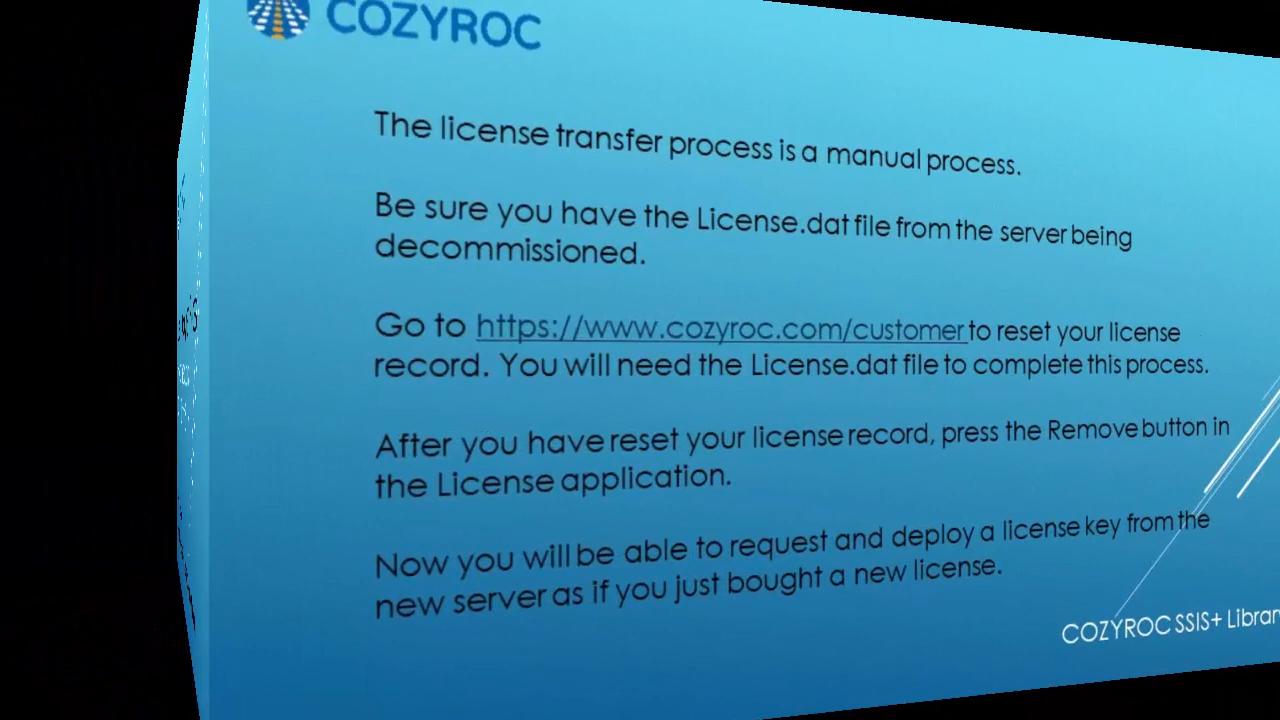 COZYROC
The license transfer process is a manual process.
Be sure you have the License.dat file from the server being
decommissioned.
Go to https://www.cozyroc.com/customer to reset your license
record. You will need the License.dat file to complete this process.
After you have reset your license record, press the Remove button in
the License application.
Now you will be able to request and deploy a license key from the
new server as if you just bought a new license.
COZYROC SSIS+